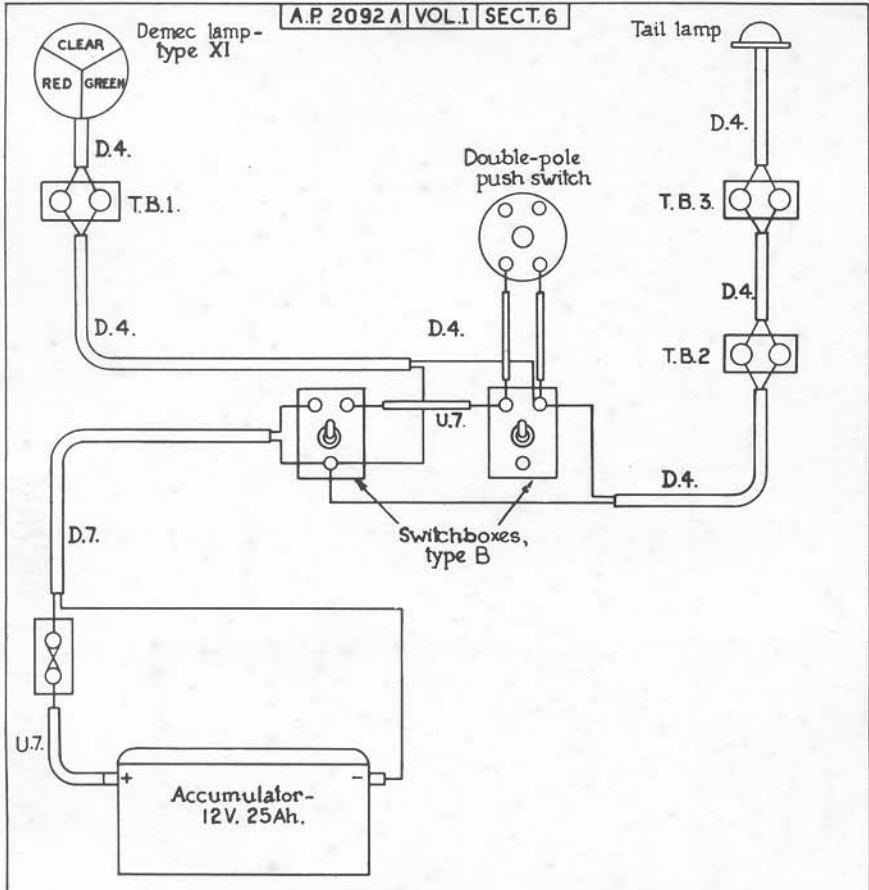 A.P. 2092 A VOL. I SECT. 6
Demec lamp-
type XI
CLEAR
RED GREEN
D.4.
T.B.1.
D.4.
Tail lamp
D.4.
T.B.3.
D.4.
T.B.2
D.4.
Double-pole
push switch
D.4.
U.7.
Switchboxes,
type B
D.7.
U.7.
+ -
Accumulator-
12V. 25Ah.